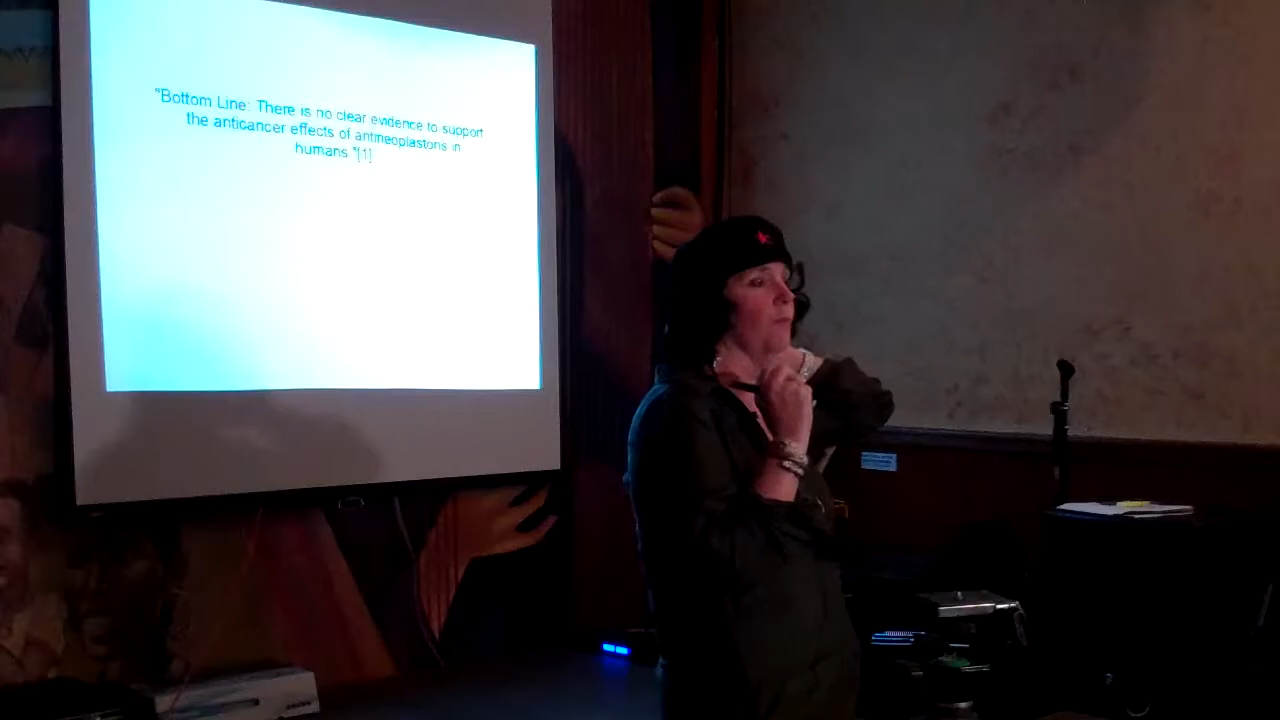 "Bottom Line: There is no clear evidence to support
the anticancer effects of antineoplastons in
humans "[1]